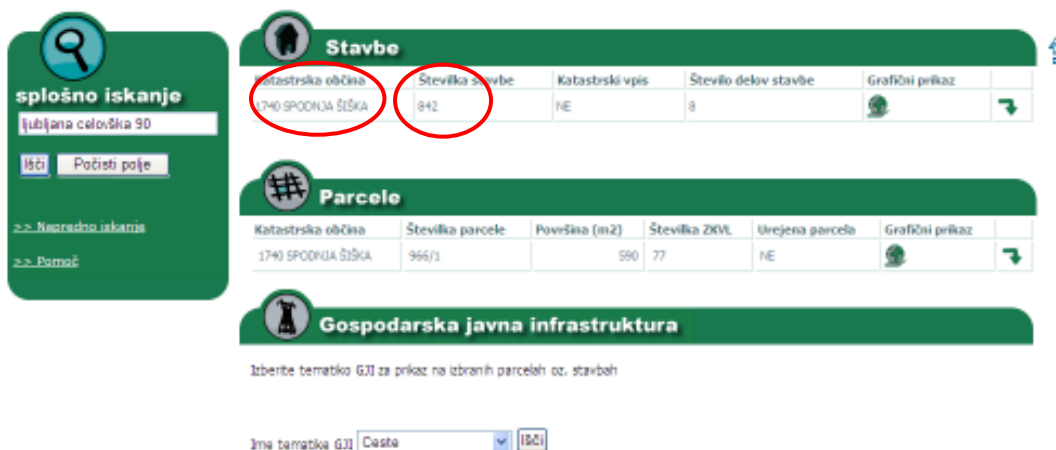 splošno iskanje
ljubljana celovška 90
Išči Počisti polje
>> Napredno iskanje
>> Pomoč
Stavbe
Katastrska občina Številka stavbe Katastrski vpis Število delov stavbe Grafični prikaz
1740 SPODNJA ŠIŠKA 842 NE 8
Parcele
Katastrska občina Številka parcele Površina (m2) Številka ZKVL Urejena parcela Grafični prikaz
1740 SPODNJA ŠIŠKA 966/1 590 77 NE
Gospodarska javna infrastruktura
Izberite tematiko GJI za prikaz na izbranih parcelah oz. stavbah
Ime tematike GJI Ceste Išči